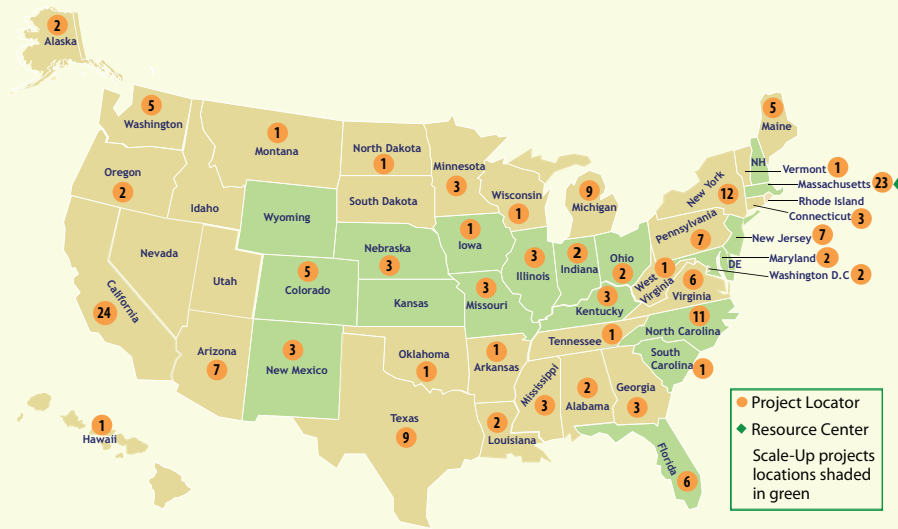 2
Alaska
5
Washington
1
Montana
North Dakota
1
Minnesota
3
Oregon
2
Idaho
Wyoming
South Dakota
Wisconsin
1
9
Michigan
5
Maine
NH
Vermont 1
Massachusetts 23
Rhode Island
Connecticut 3
New York
12
Pennsylvania
7
New Jersey 7
Maryland 2
DE
Washington D.C 2
Nevada
Utah
California
24
5
Colorado
Nebraska
3
Kansas
1
Iowa
3
Missouri
3
Illinois
2
Indiana
Ohio
2
1
West
Virginia
6
Virginia
3
Kentucky
11
North Carolina
Tennessee 1
South
Carolina 1
Arizona
7
3
New Mexico
Oklahoma
1
1
Arkansas
Mississippi
3
2
Alabama
Georgia
3
Texas
9
2
Louisiana
Florida
6
1
Hawaii
Project Locator
Resource Center
Scale-Up projects
locations shaded
in green